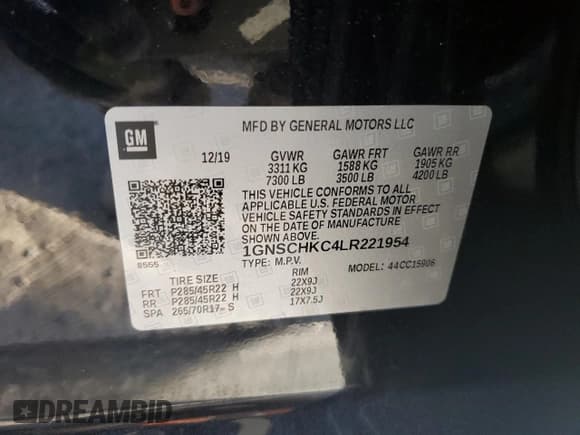 GM
MFD BY GENERAL MOTORS LLC
12/19 GVWR GAWR FRT GAWR RR
3311 KG 1588 KG 1905 KG
7300 LB 3500 LB 4200 LB
THIS VEHICLE CONFORMS TO ALL
APPLICABLE U.S. FEDERAL MOTOR
VEHICLE SAFETY STANDARDS IN EFFECT
ON THE DATE OF MANUFACTURE SHOWN ABOVE.
1GNSCHKC4LR221954
8555
TYPE: M.P.V. MODEL: 44CC15906
TIRE SIZE RIM
FRT P285/45R22 H 22X9J
RR P285/45R22 H 22X9J
SPA 265/70R17- S 17X7.5J
DREAMBID